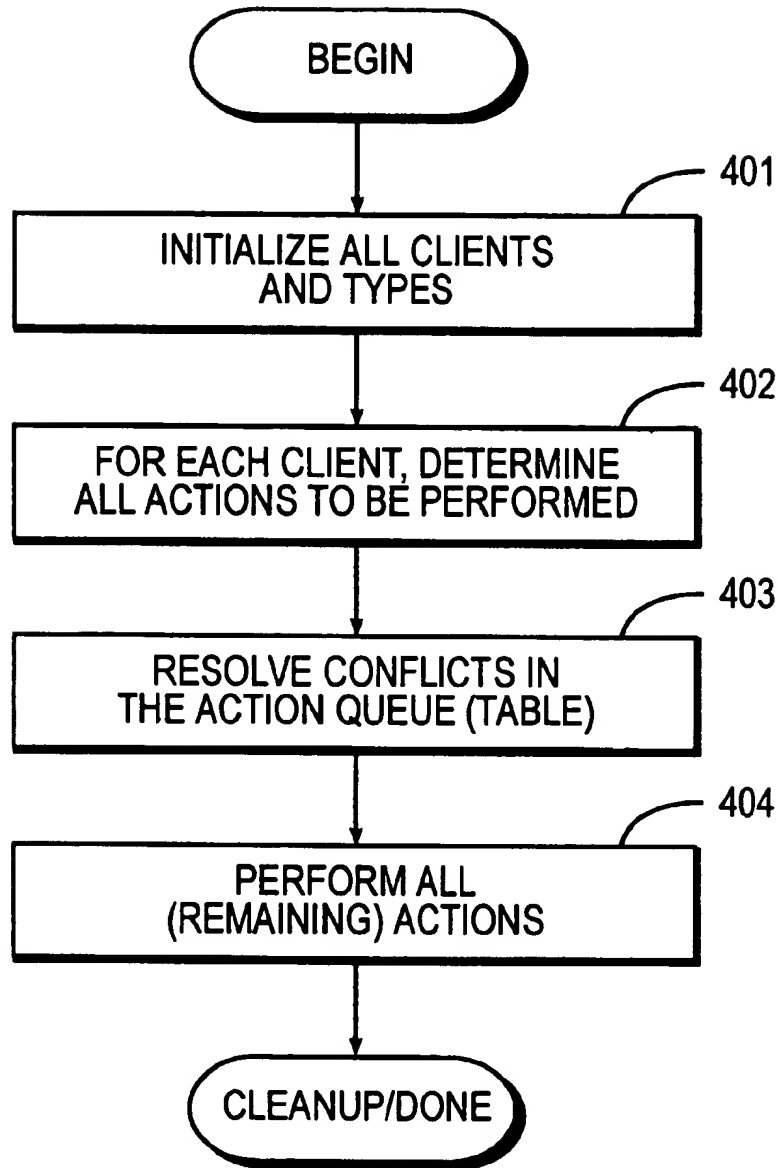 BEGIN
401
INITIALIZE ALL CLIENTS
AND TYPES
402
FOR EACH CLIENT, DETERMINE
ALL ACTIONS TO BE PERFORMED
403
RESOLVE CONFLICTS IN
THE ACTION QUEUE (TABLE)
404
PERFORM ALL
(REMAINING) ACTIONS
CLEANUP/DONE